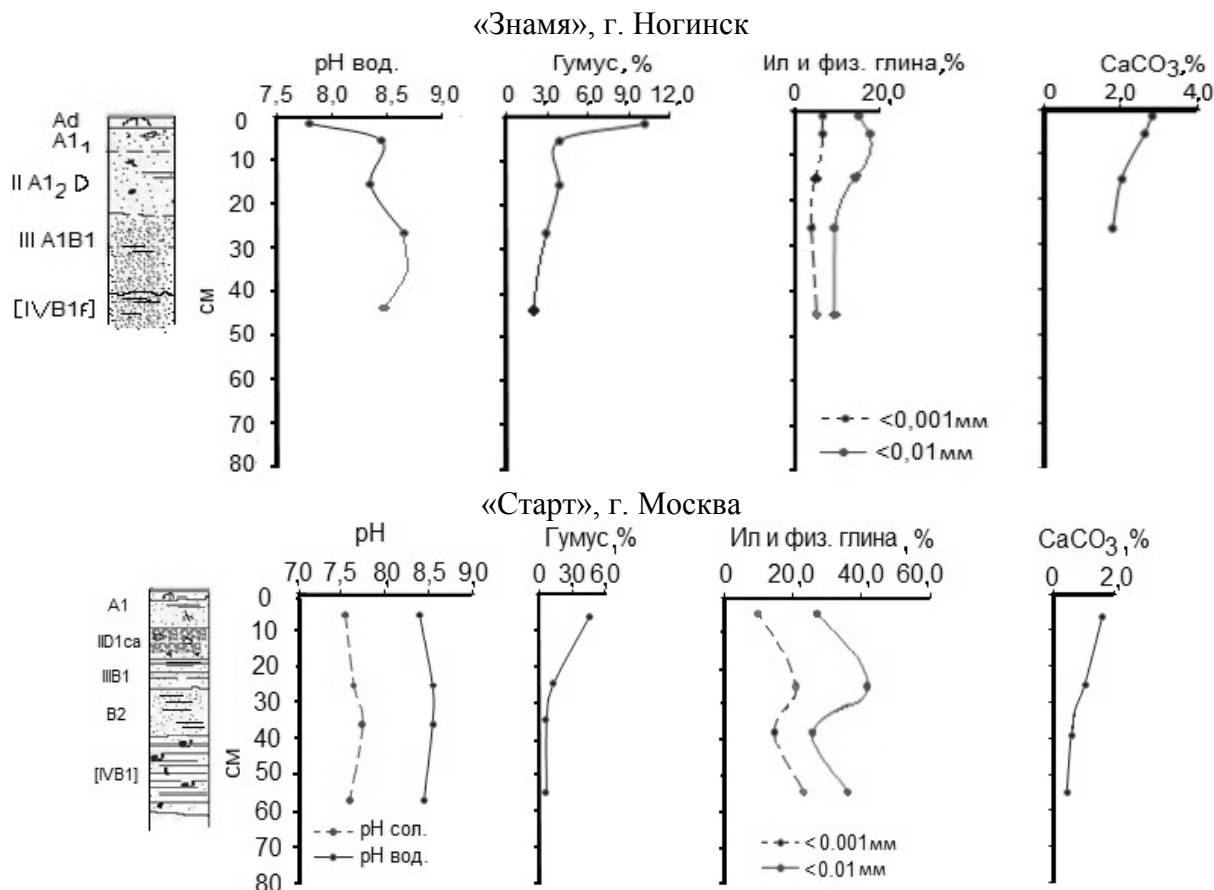 «Знамя», г. Ногинск
рН вод.
Гумус, %
Ил и физ. глина, %
CaCO3, %
7,5 8,0 8,5 9,0
0 3,0 6,0 9,0 12,0
0 20,0
0 2,0 4,0
Ad
A1₁
II A1₂ D
III A1B1
[IVB1f]
0
10
20
30
40
50
60
70
80
см
<0,001мм
<0,01мм
«Старт», г. Москва
рН
Гумус, %
Ил и физ. глина, %
CaCO3, %
7,0 7,5 8,0 8,5 9,0
0 3,0 6,0
0 20,0 40,0 60,0
0 2,0
A1
IID1ca
IIIB1
B2
[IVB1]
0
10
20
30
40
50
60
70
80
см
рН сол.
рН вод.
<0.001мм
<0.01мм